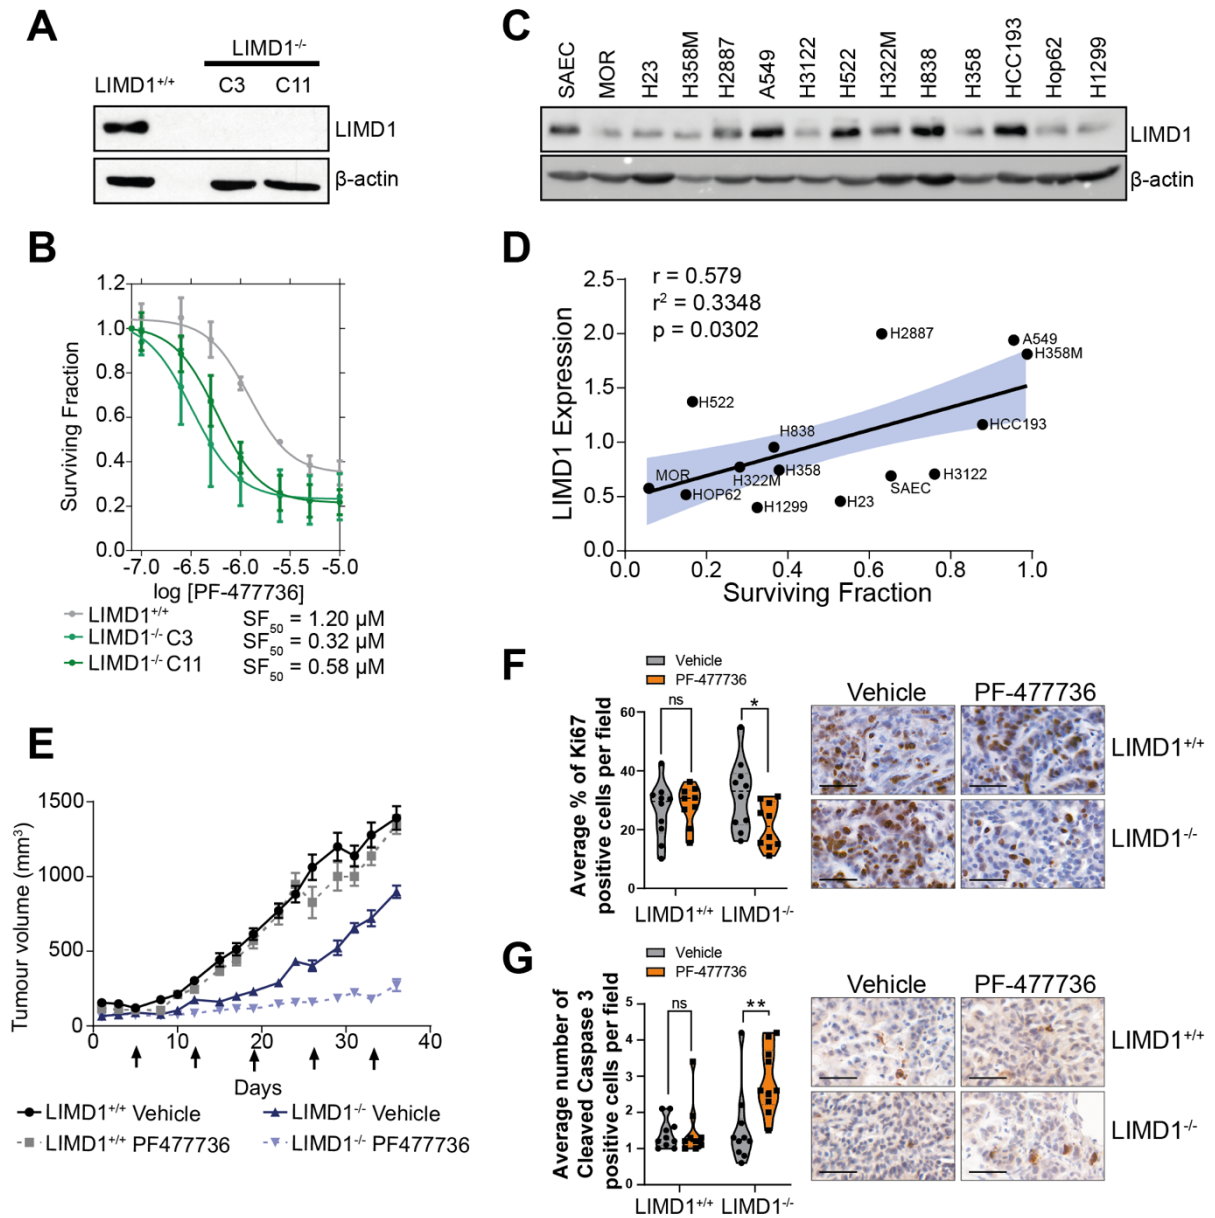 A
LIMD1-/-
LIMD1+/+ C3 C11
LIMD1
β-actin
B
1.2
1.0
0.8
0.6
0.4
0.2
0.0
Surviving Fraction
-7.0 -6.5 -6.0 -5.5 -5.0
log [PF-477736]
LIMD1+/+ SF50 = 1.20 µM
LIMD1-/- C3 SF50 = 0.32 µM
LIMD1-/- C11 SF50 = 0.58 µM
C
SAEC MOR H23 H358M H2887 A549 H3122 H522 H322M H838 H358 HCC193 Hop62 H1299
LIMD1
β-actin
D
r = 0.579
r2 = 0.3348
p = 0.0302
2.5
2.0
1.5
1.0
0.5
0.0
LIMD1 Expression
H2887
A549
H358M
H522
HCC193
H838
MOR
H322M
H358
HOP62
H1299
H23
SAEC
H3122
0.0 0.2 0.4 0.6 0.8 1.0
Surviving Fraction
E
1500
1000
500
0
Tumour volume (mm3)
0 10 20 30 40
Days
LIMD1+/+ Vehicle LIMD1-/- Vehicle
LIMD1+/+ PF477736 LIMD1-/- PF477736
F
Vehicle
PF-477736
ns *
60
40
20
0
Average % of Ki67
positive cells per field
LIMD1+/+ LIMD1-/-
Vehicle PF-477736
LIMD1+/+
LIMD1-/-
G
Vehicle
PF-477736
ns **
5
4
3
2
1
0
Average number of
Cleaved Caspase 3
positive cells per field
LIMD1+/+ LIMD1-/-
Vehicle PF-477736
LIMD1+/+
LIMD1-/-